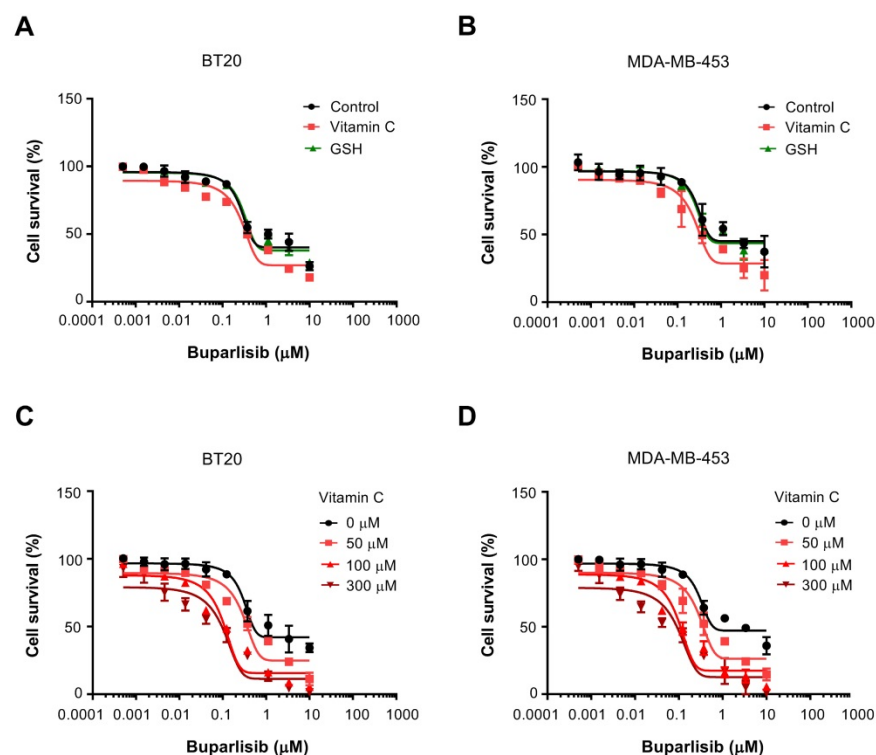 A
BT20
Cell survival (%)
150
100
50
0
Control
Vitamin C
GSH
0.0001 0.001 0.01 0.1 1 10 100 1000
Buparlisib (μM)
B
MDA-MB-453
Cell survival (%)
150
100
50
0
Control
Vitamin C
GSH
0.0001 0.001 0.01 0.1 1 10 100 1000
Buparlisib (μM)
C
BT20
Cell survival (%)
150
100
50
0
Vitamin C
0 μM
50 μM
100 μM
300 μM
0.0001 0.001 0.01 0.1 1 10 100 1000
Buparlisib (μM)
D
MDA-MB-453
Cell survival (%)
150
100
50
0
Vitamin C
0 μM
50 μM
100 μM
300 μM
0.0001 0.001 0.01 0.1 1 10 100 1000
Buparlisib (μM)